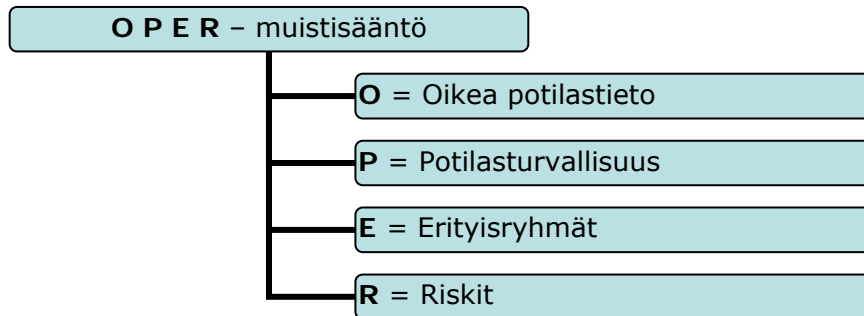 O P E R – muistisääntö
O = Oikea potilastieto
P = Potilasturvallisuus
E = Erityisryhmät
R = Riskit